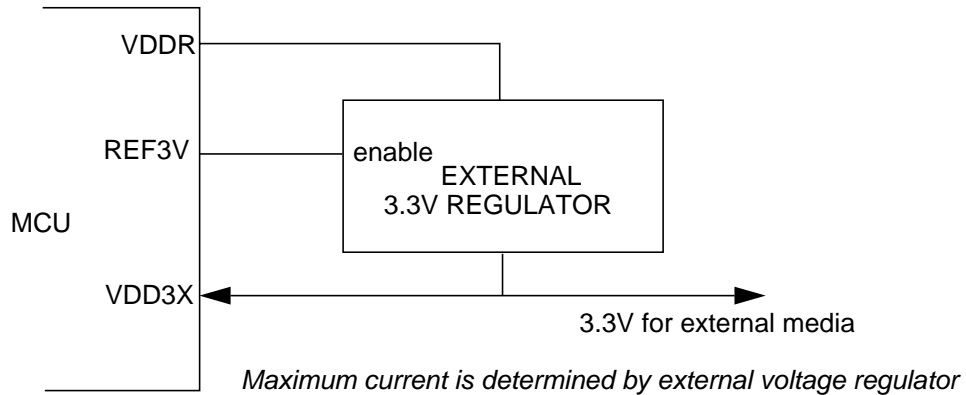 VDDR
REF3V
enable
EXTERNAL
3.3V REGULATOR
MCU
VDD3X
3.3V for external media
Maximum current is determined by external voltage regulator